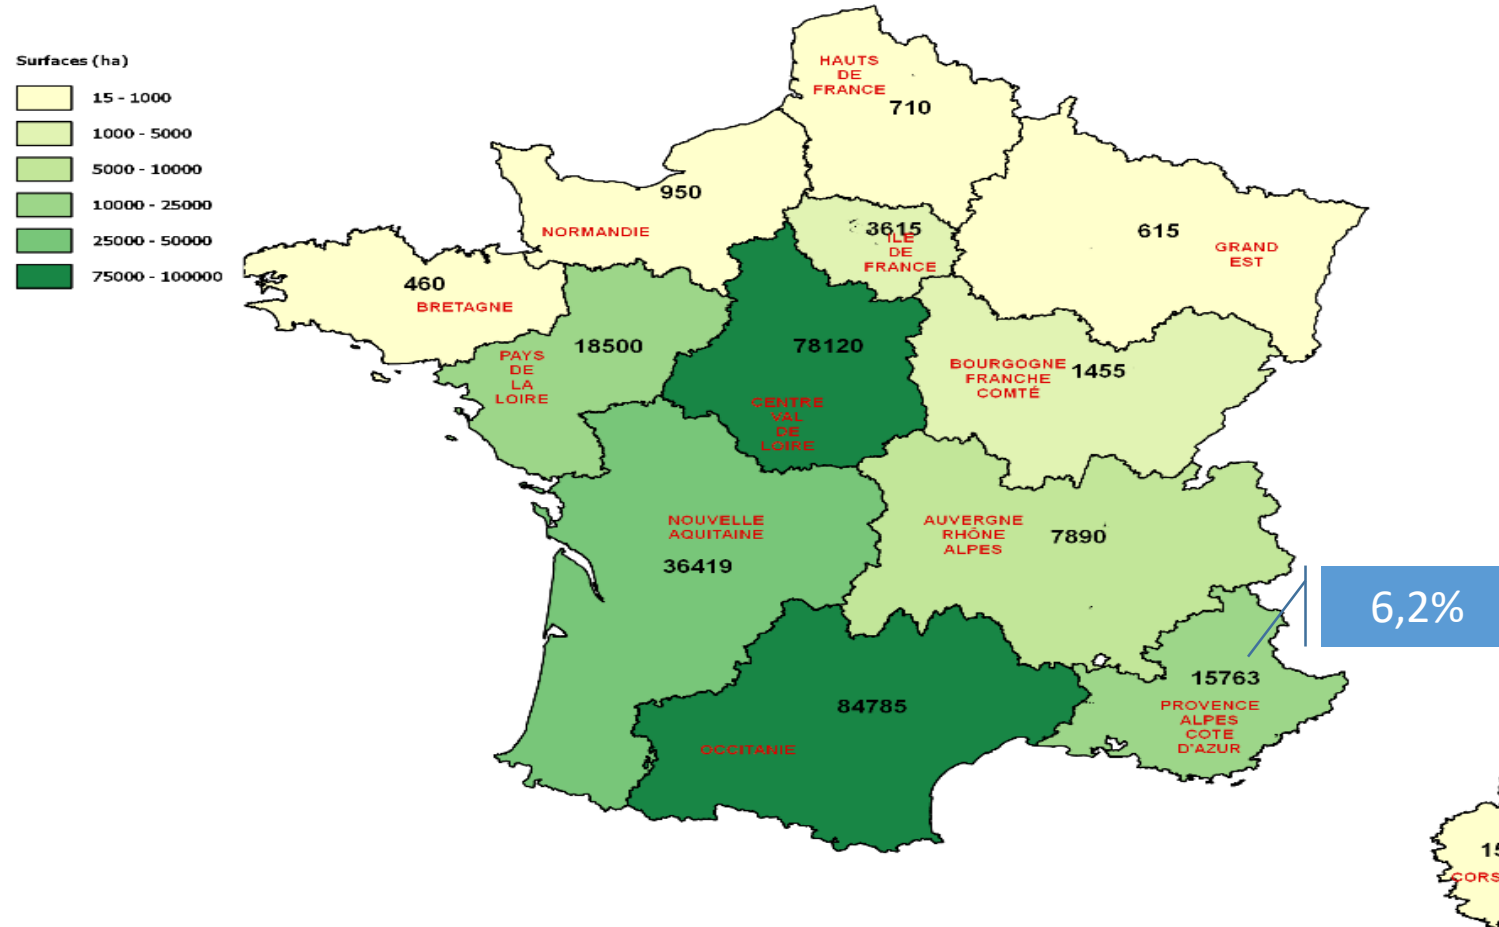 Surfaces (ha)
15 - 1000
1000 - 5000
5000 - 10000
10000 - 25000
25000 - 50000
75000 - 100000
HAUTS
DE
FRANCE
710
950
NORMANDIE
3615
ILE
DE
FRANCE
615
GRAND
EST
460
BRETAGNE
18500
PAYS
DE
LA
LOIRE
78120
CENTRE
VAL
DE
LOIRE
BOURGOGNE
FRANCHE
COMTÉ
1455
NOUVELLE
AQUITAINE
36419
AUVERGNE
RHÔNE
ALPES
7890
6,2%
15763
PROVENCE
ALPES
COTE
D'AZUR
84785
OCCITANIE
15
CORS